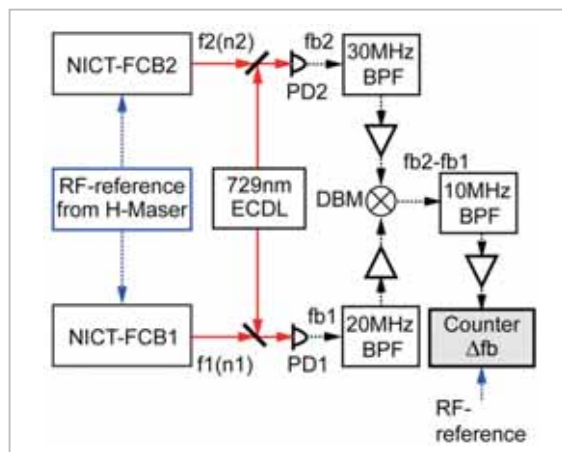 NICT-FCB2
f2(n2)
fb2
PD2
30MHz
BPF
RF-reference
from H-Maser
729nm
ECDL
DBM
fb2-fb1
10MHz
BPF
NICT-FCB1
f1(n1)
fb1
PD1
20MHz
BPF
Counter
Δfb
RF-
reference